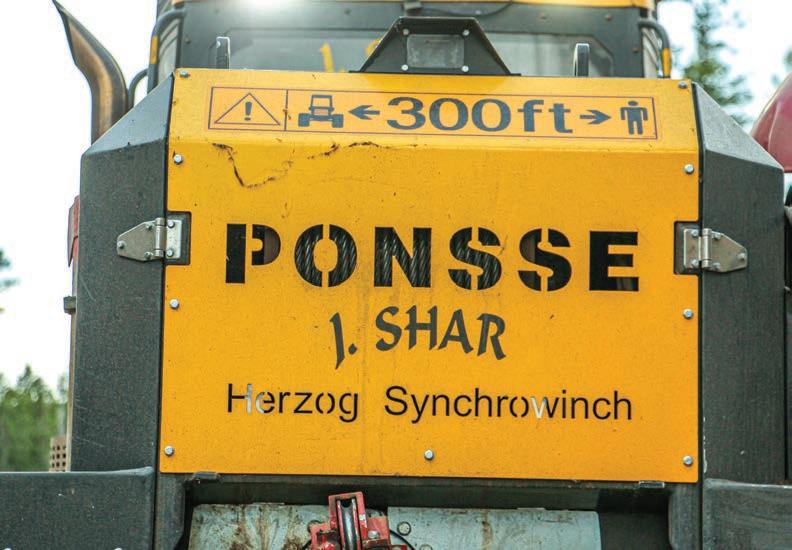 300ft
PONSSE
J. SHAR
Herzog Synchrowinch